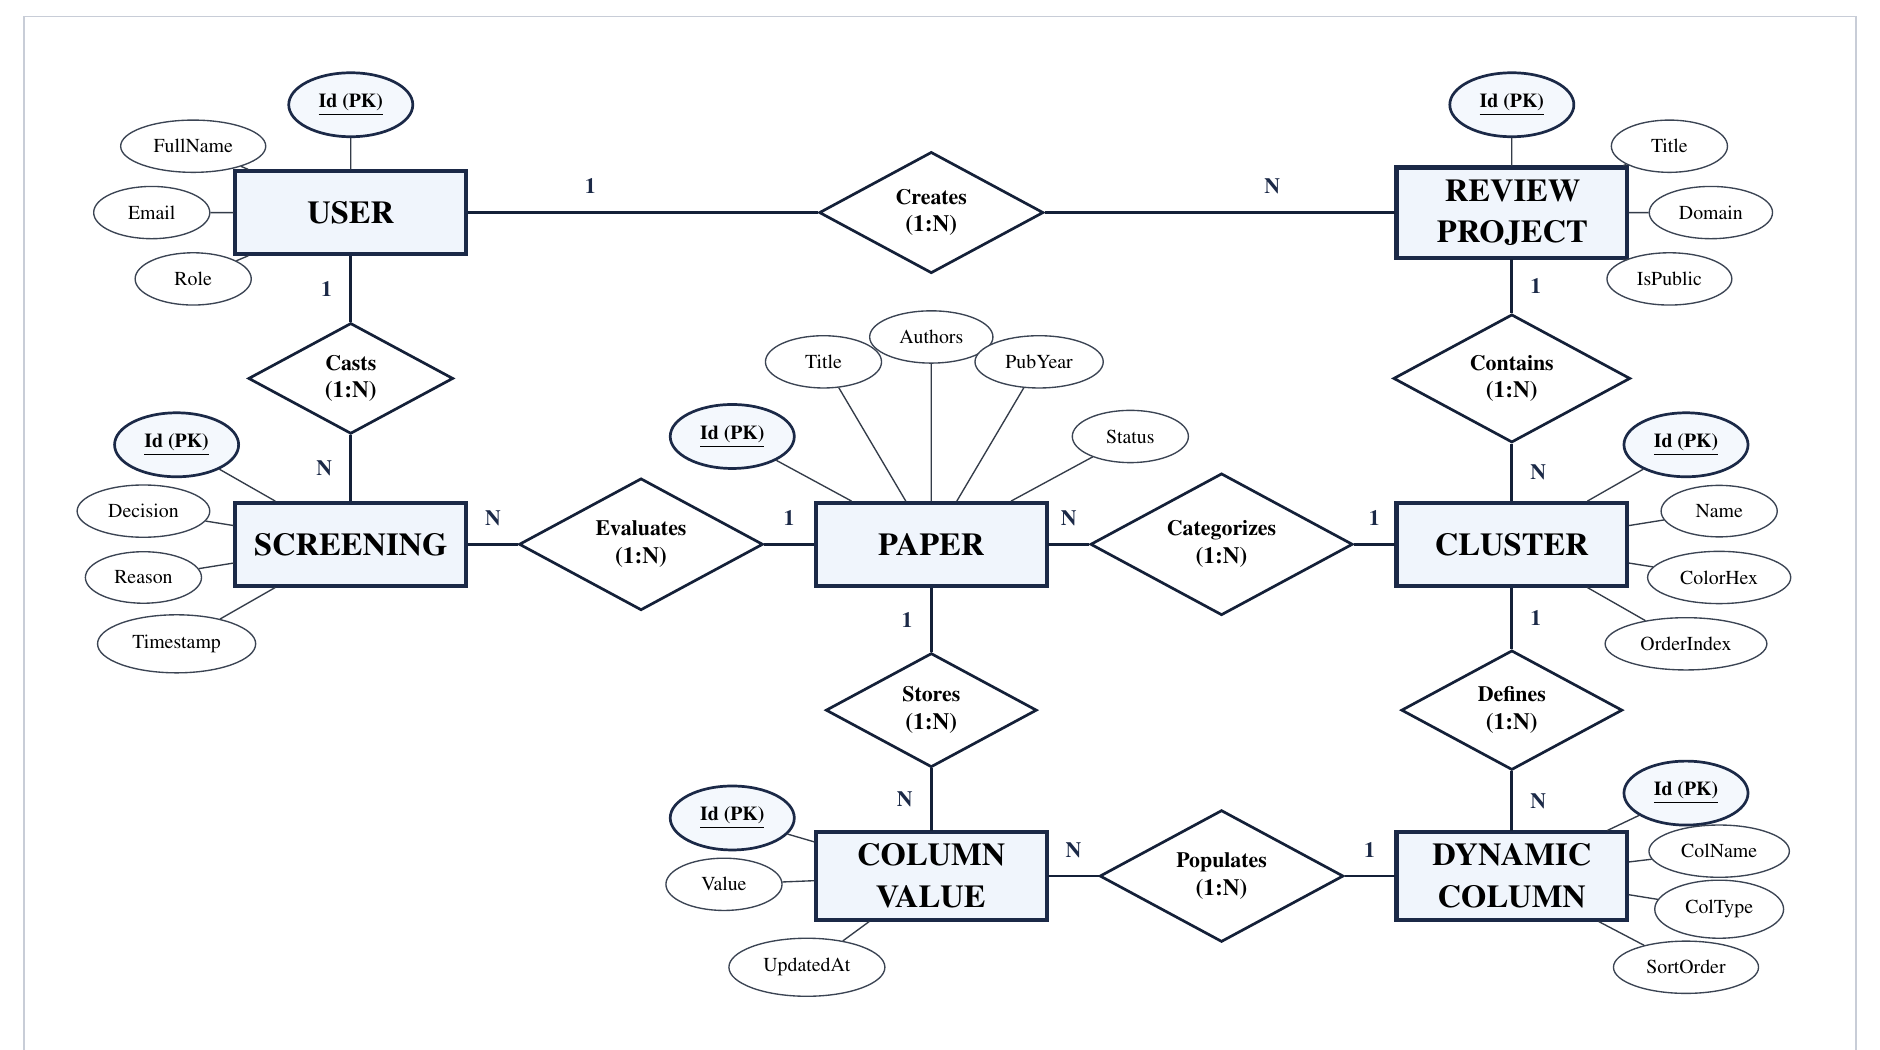 Id (PK)
Id (PK)
FullName
Title
Email
USER
1
Creates
(1:N)
N
REVIEW
PROJECT
Domain
Role
IsPublic
1
1
Authors
Title
PubYear
Casts
(1:N)
Contains
(1:N)
Id (PK)
N
Id (PK)
Status
N
Id (PK)
Decision
SCREENING
Reason
Timestamp
N
Evaluates
(1:N)
1
PAPER
N
Categorizes
(1:N)
1
CLUSTER
Name
ColorHex
OrderIndex
1
1
Stores
(1:N)
Defines
(1:N)
N
N
Id (PK)
Value
UpdatedAt
COLUMN
VALUE
N
Populates
(1:N)
1
DYNAMIC
COLUMN
Id (PK)
ColName
ColType
SortOrder